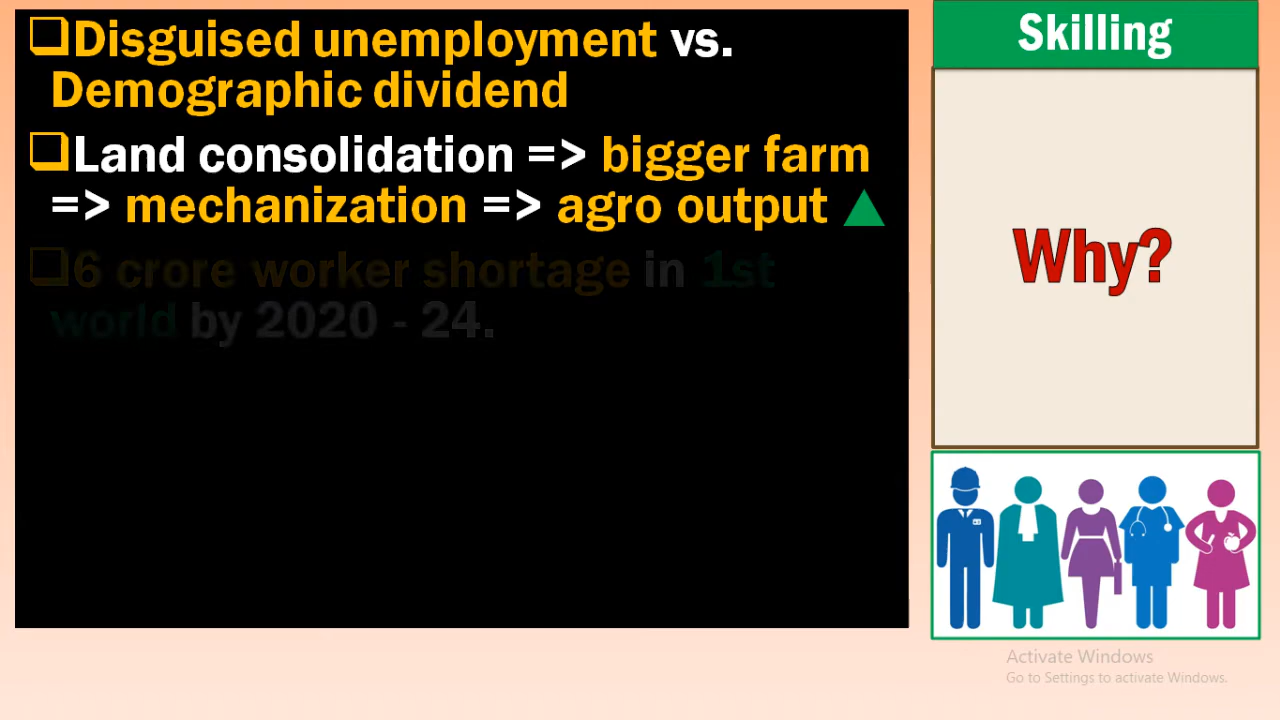 Disguised unemployment vs.
Demographic dividend
Land consolidation => bigger farm
=> mechanization => agro output
6 crore worker shortage in 1st
world by 2020 - 24.
Skilling
Why?
Activate Windows
Go to Settings to activate Windows.